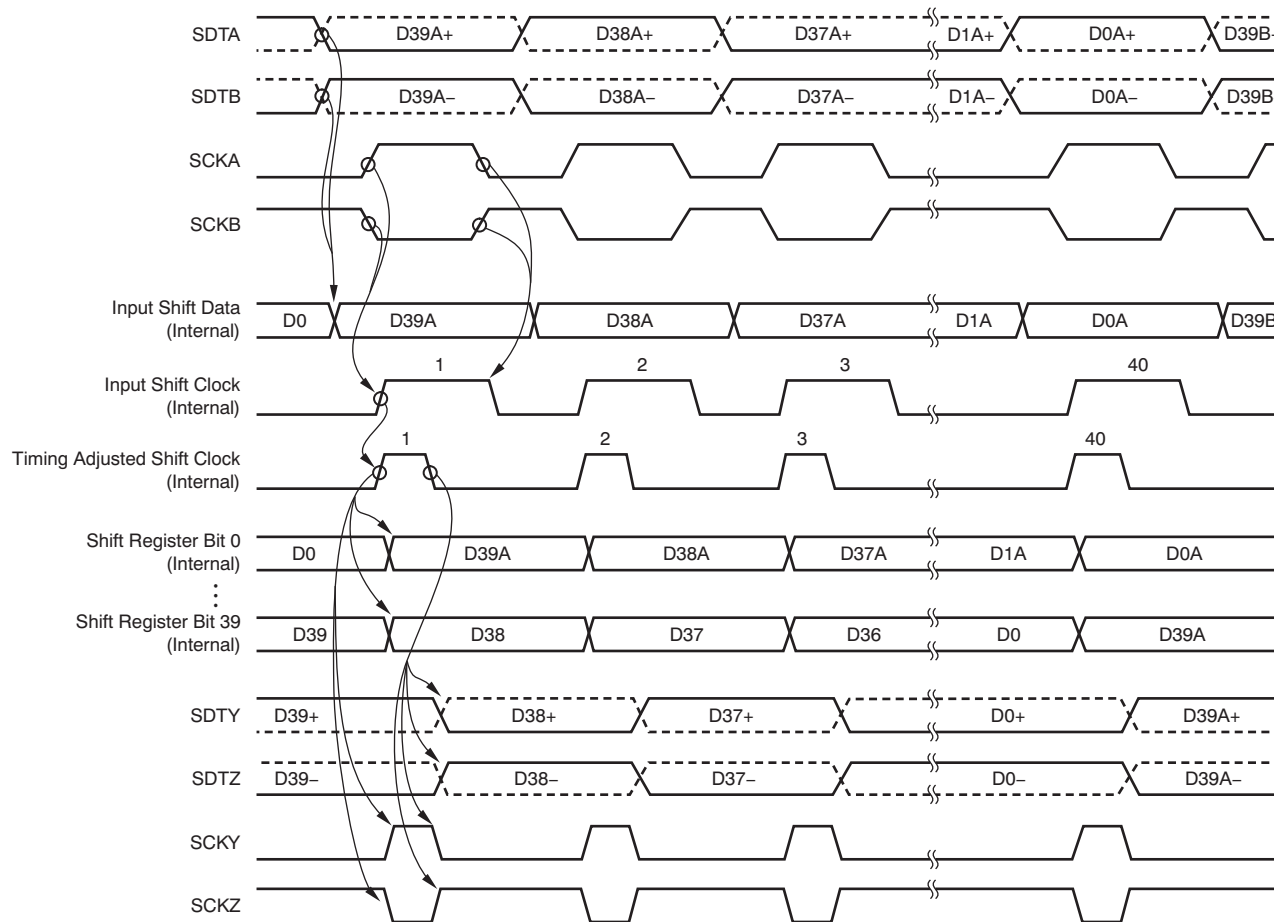 SDTA D39A+ D38A+ D37A+ D1A+ D0A+ D39B+
SDTB D39A− D38A− D37A− D1A− D0A− D39B
SCKA
SCKB
Input Shift Data
(Internal)
D0 D39A D38A D37A D1A D0A D39B
Input Shift Clock
(Internal)
1 2 3 40
Timing Adjusted Shift Clock
(Internal)
1 2 3 40
Shift Register Bit 0
(Internal)
D0 D39A D38A D37A D1A D0A
Shift Register Bit 39
(Internal)
D39 D38 D37 D36 D0 D39A
SDTY D39+ D38+ D37+ D0+ D39A+
SDTZ D39− D38− D37− D0− D39A−
SCKY
SCKZ